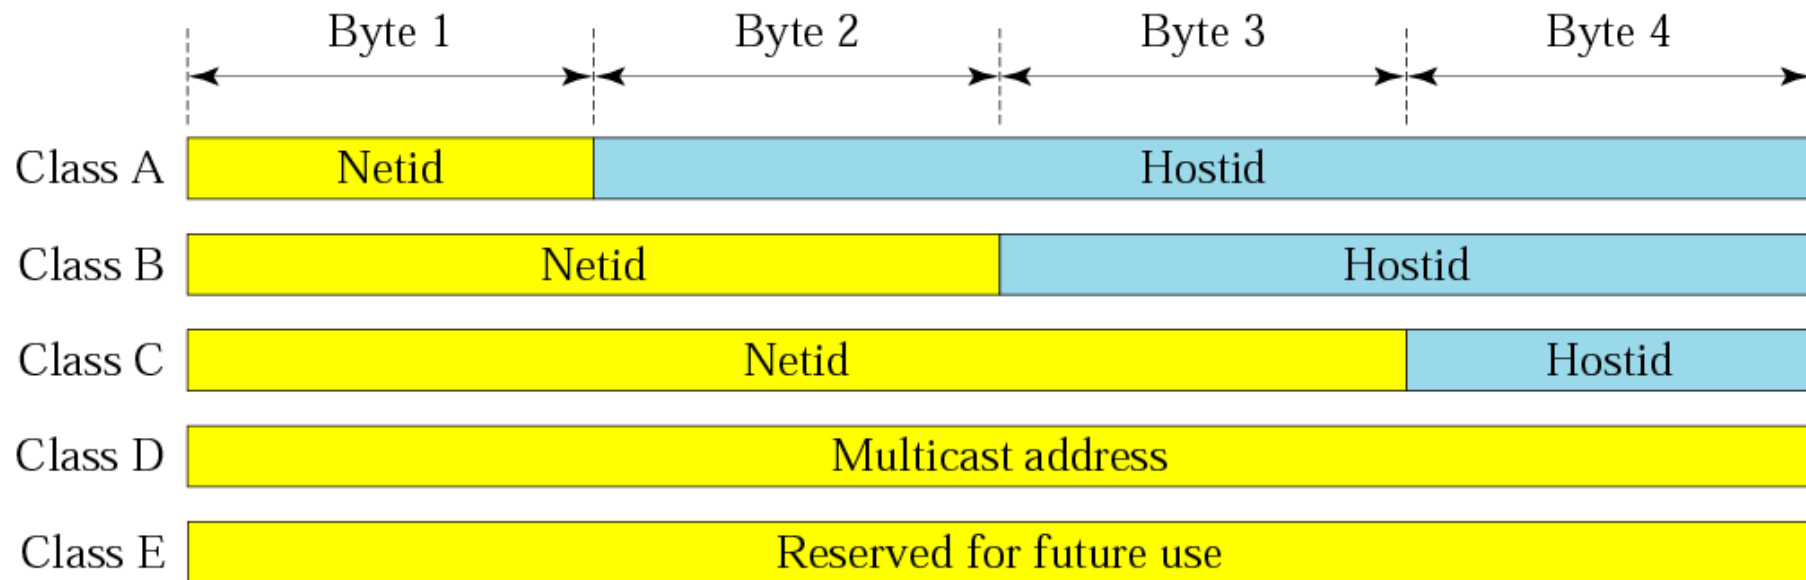 Byte 1 Byte 2 Byte 3 Byte 4
Class A Netid Hostid
Class B Netid Hostid
Class C Netid Hostid
Class D Multicast address
Class E Reserved for future use